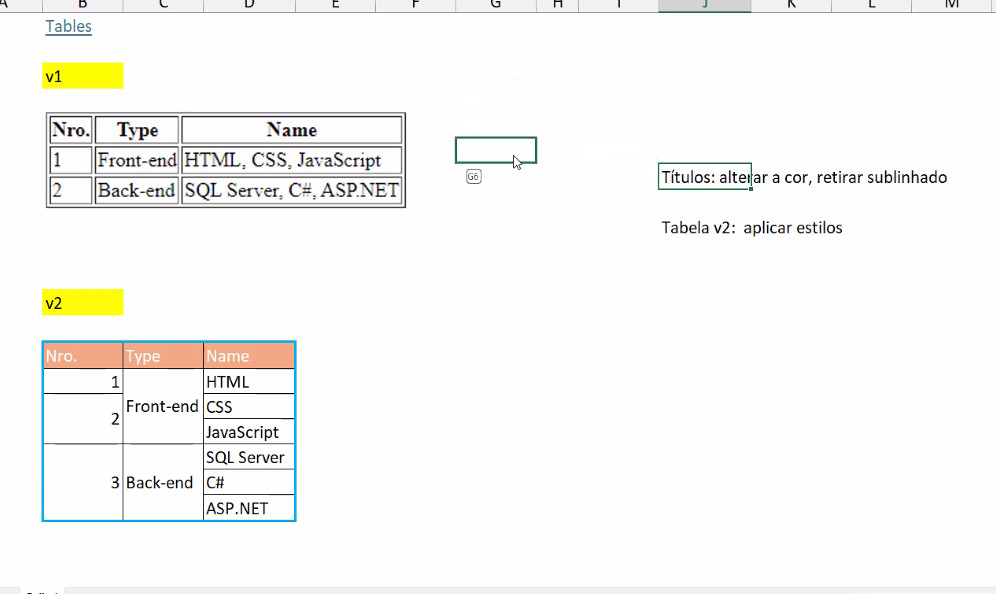 B C D E F G H I J K L M
Tables
v1
Nro. Type Name
1 Front-end HTML, CSS, JavaScript
2 Back-end SQL Server, C#, ASP.NET
G6
Títulos: alterar a cor, retirar sublinhado
Tabela v2: aplicar estilos
v2
Nro. Type Name
1 HTML
Front-end CSS
2
JavaScript
SQL Server
3 Back-end C#
ASP.NET